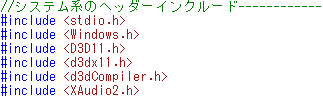 //システム系のヘッダーインクルード------------
#include <stdio.h>
#include <Windows.h>
#include <D3D11.h>
#include <d3dx11.h>
#include <d3dCompiler.h>
#include <XAudio2.h>